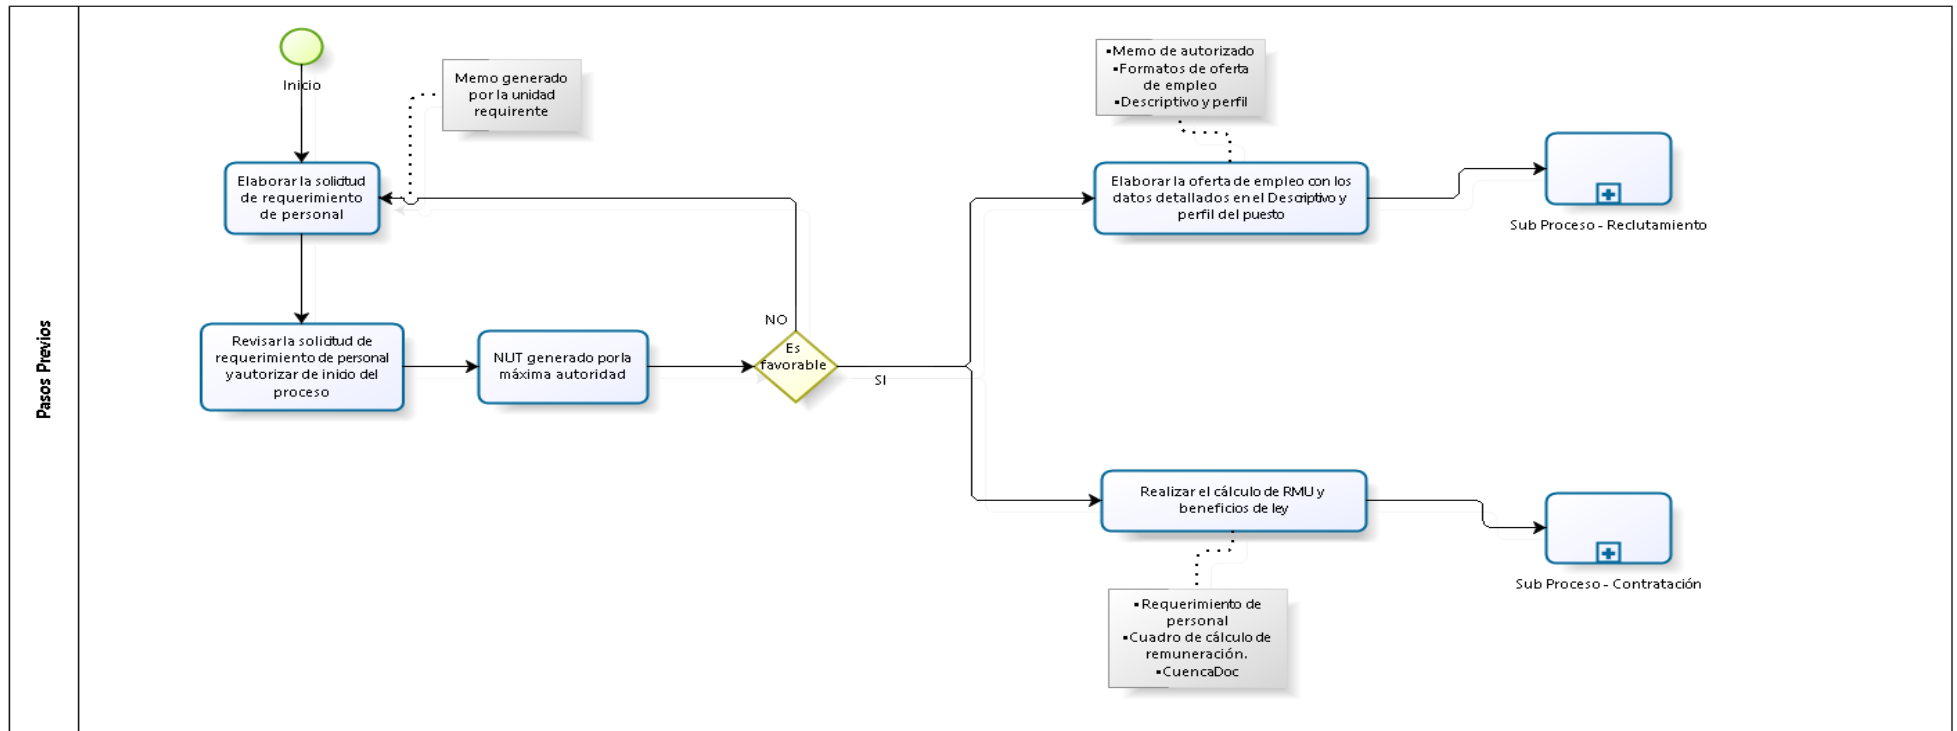 Pasos Previos
Inicio
Memo generado
por la unidad
requirente
Elaborar la solicitud
de requerimiento
de personal
Revisar la solicitud de
requerimiento de personal
y autorizar de inicio del
proceso
NUT generado por la
máxima autoridad
NO
Es
favorable
SI
▪Memo de autorizado
▪Formatos de oferta
de empleo
▪Descriptivo y perfil
Elaborar la oferta de empleo con los
datos detallados en el Descriptivo y
perfil del puesto
Sub Proceso - Reclutamiento
Realizar el cálculo de RMU y
beneficios de ley
Sub Proceso - Contratación
▪Requerimiento de
personal
▪Cuadro de cálculo de
remuneración.
▪CuencaDoc